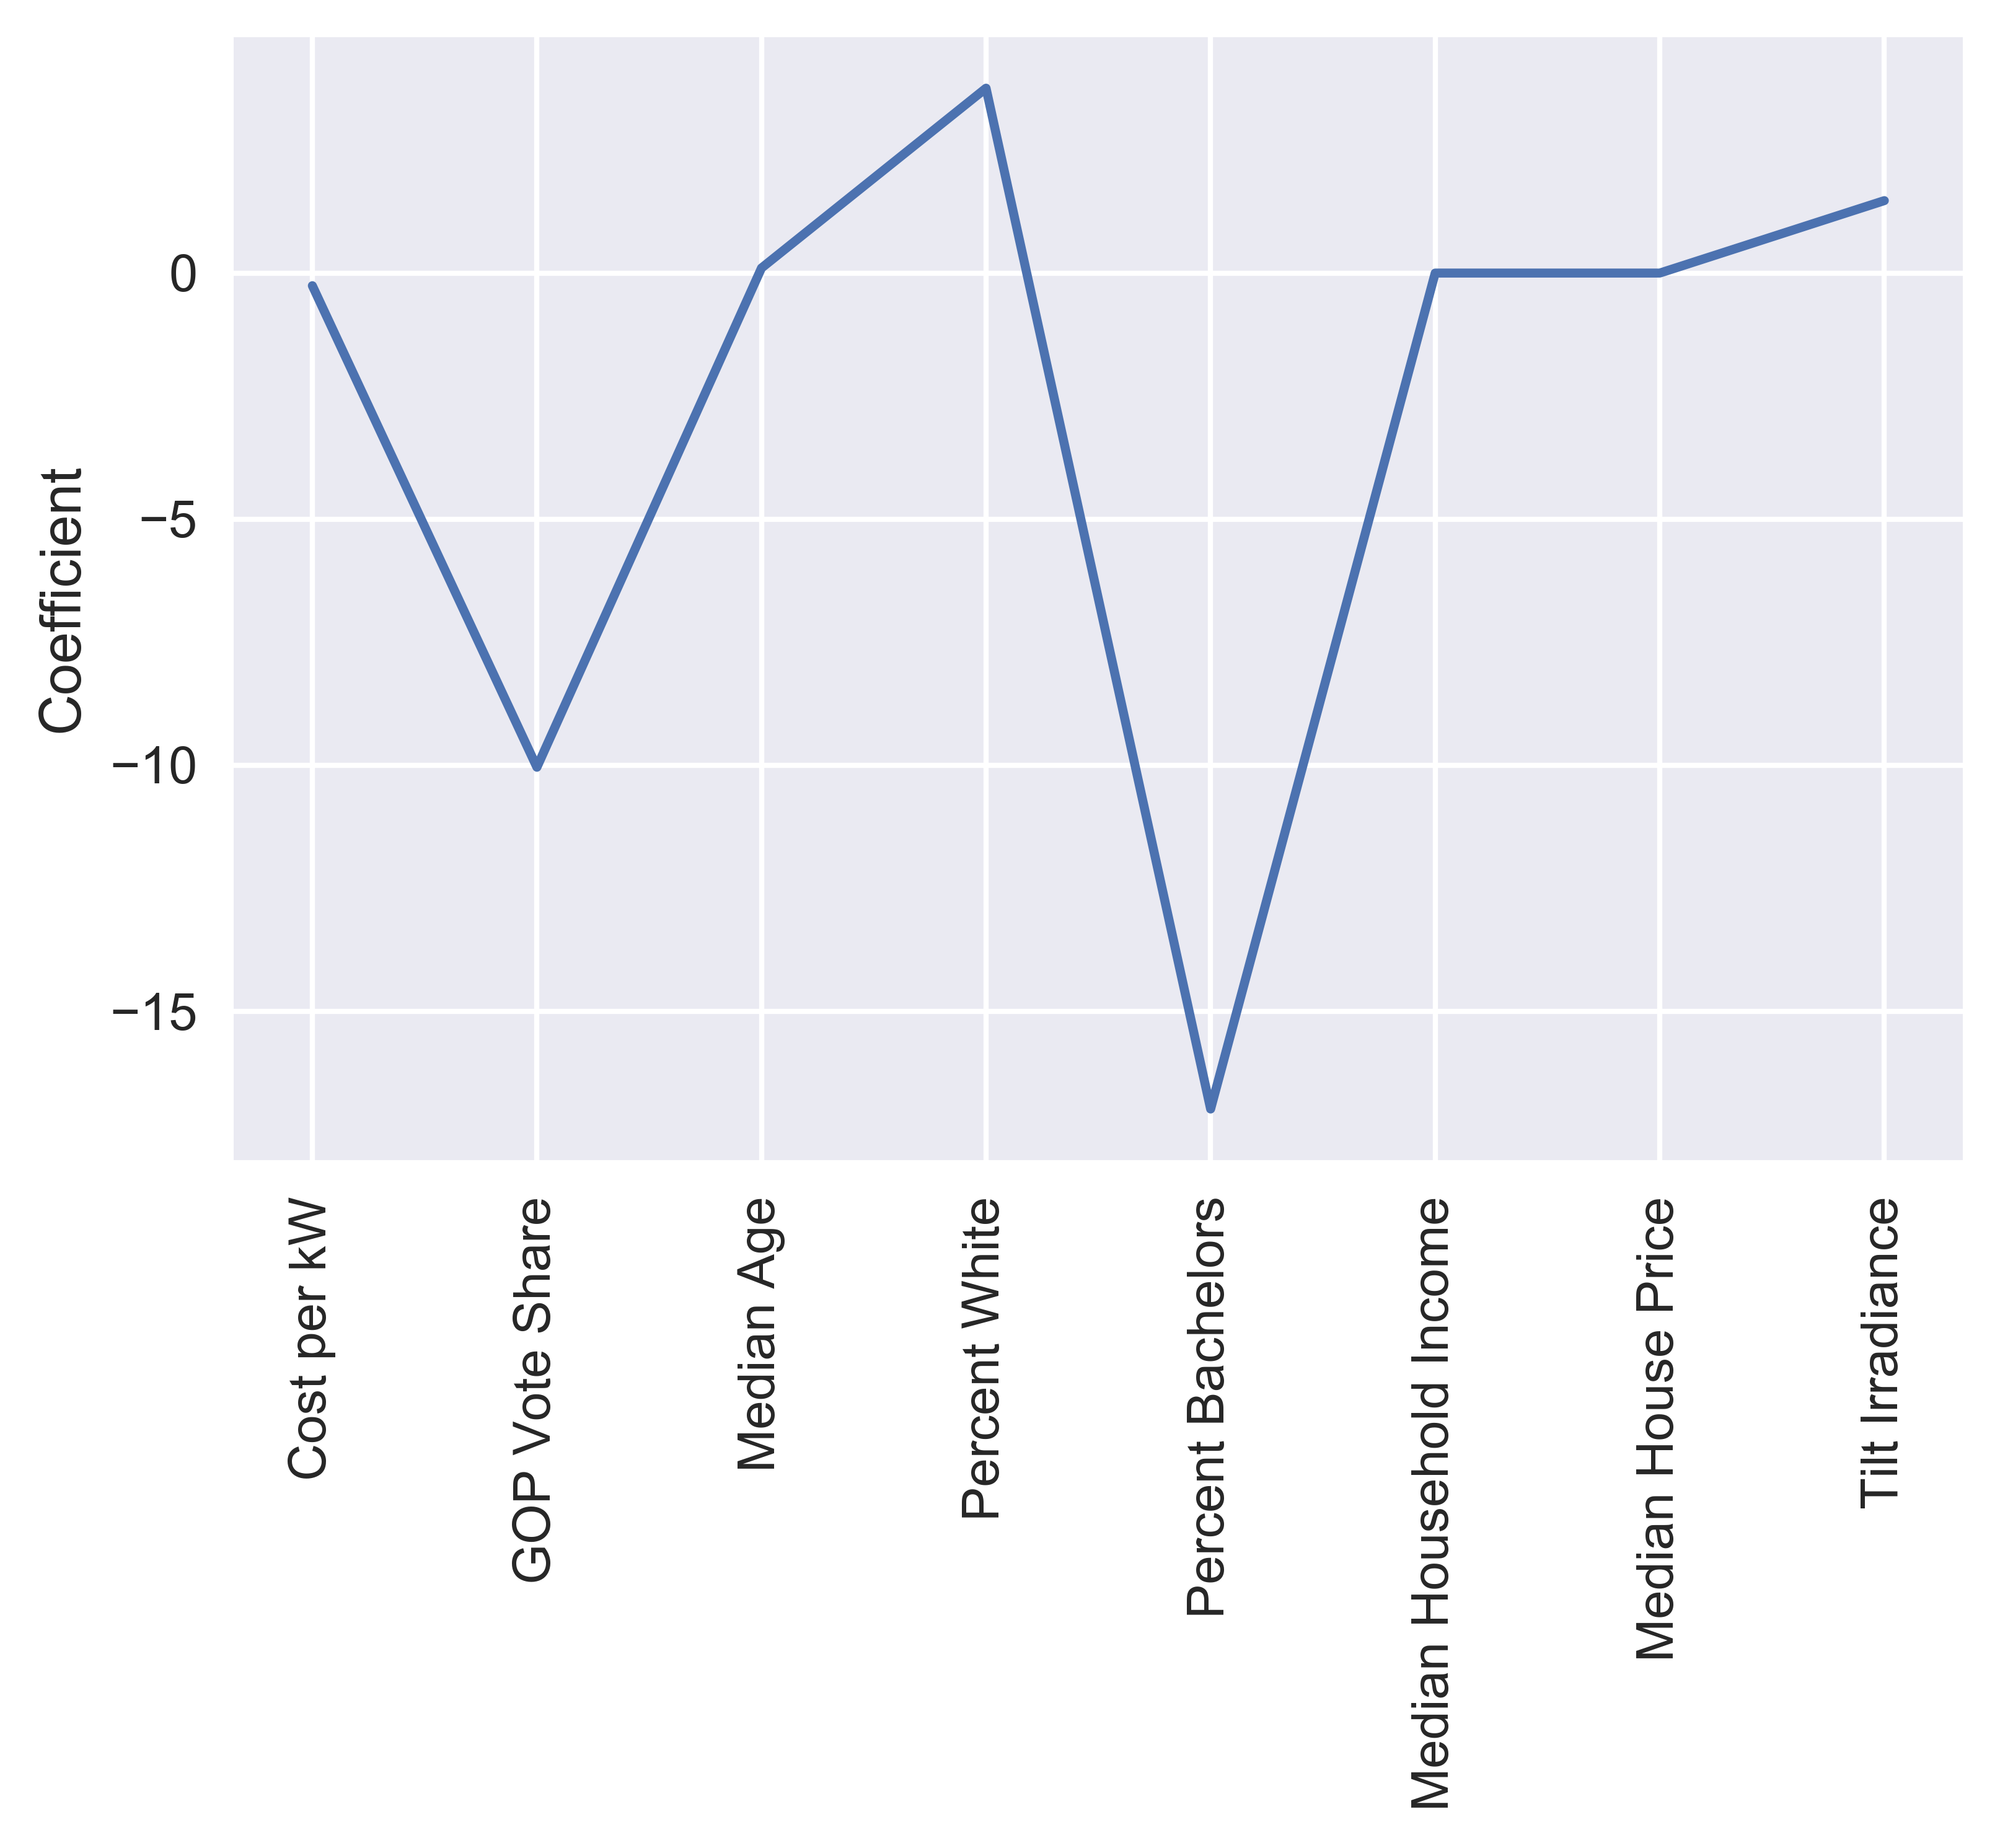 Coefficient
0
−5
−10
−15
Cost per kW
GOP Vote Share
Median Age
Percent White
Percent Bachelors
Median Household Income
Median House Price
Tilt Irradiance